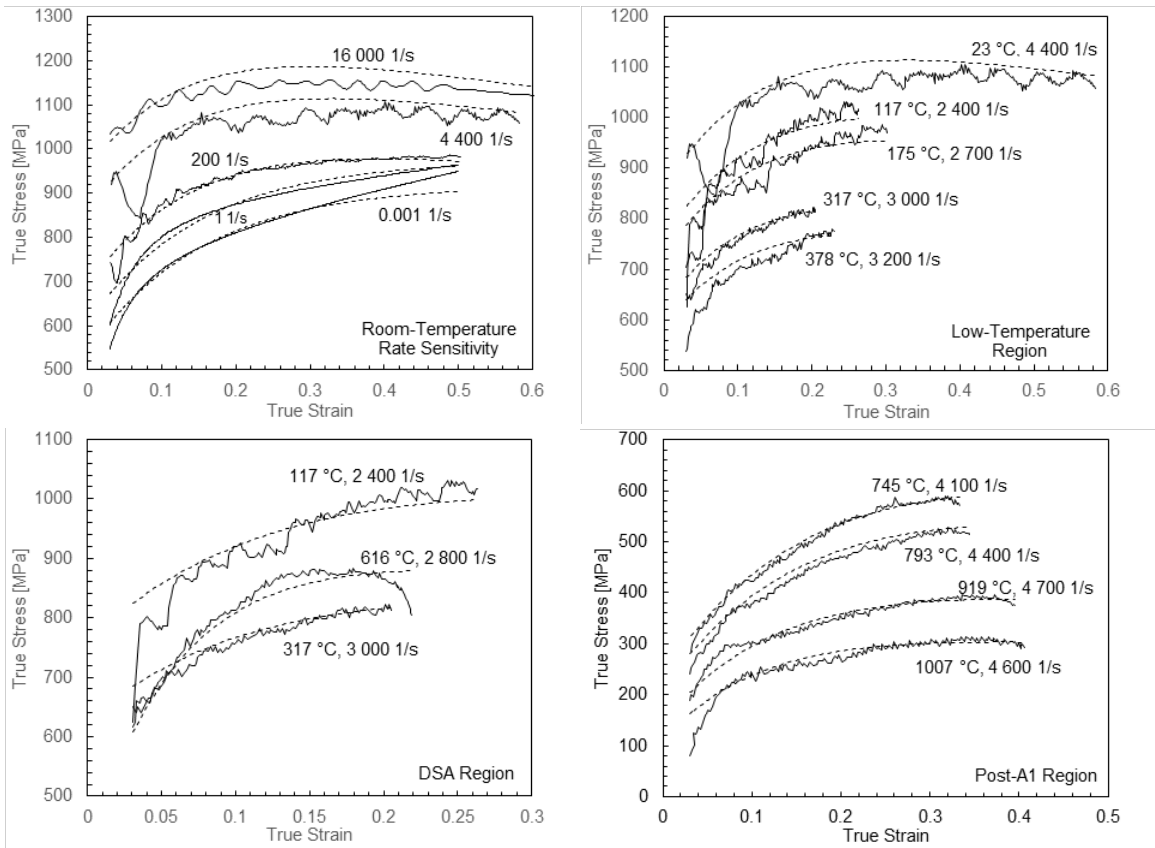 1300
1200
1100
1000
900
800
700
600
500
True Stress [MPa]
16 000 1/s
4 400 1/s
200 1/s
1 1/s
0.001 1/s
Room-Temperature
Rate Sensitivity
0 0.1 0.2 0.3 0.4 0.5 0.6
True Strain
1200
1100
1000
900
800
700
600
500
True Stress [MPa]
23 °C, 4 400 1/s
117 °C, 2 400 1/s
175 °C, 2 700 1/s
317 °C, 3 000 1/s
378 °C, 3 200 1/s
Low-Temperature
Region
0 0.1 0.2 0.3 0.4 0.5 0.6
True Strain
1100
1000
900
800
700
600
500
True Stress [MPa]
117 °C, 2 400 1/s
616 °C, 2 800 1/s
317 °C, 3 000 1/s
DSA Region
0 0.05 0.1 0.15 0.2 0.25 0.3
True Strain
700
600
500
400
300
200
100
0
True Stress [MPa]
745 °C, 4 100 1/s
793 °C, 4 400 1/s
919 °C, 4 700 1/s
1007 °C, 4 600 1/s
Post-A1 Region
0 0.1 0.2 0.3 0.4 0.5
True Strain